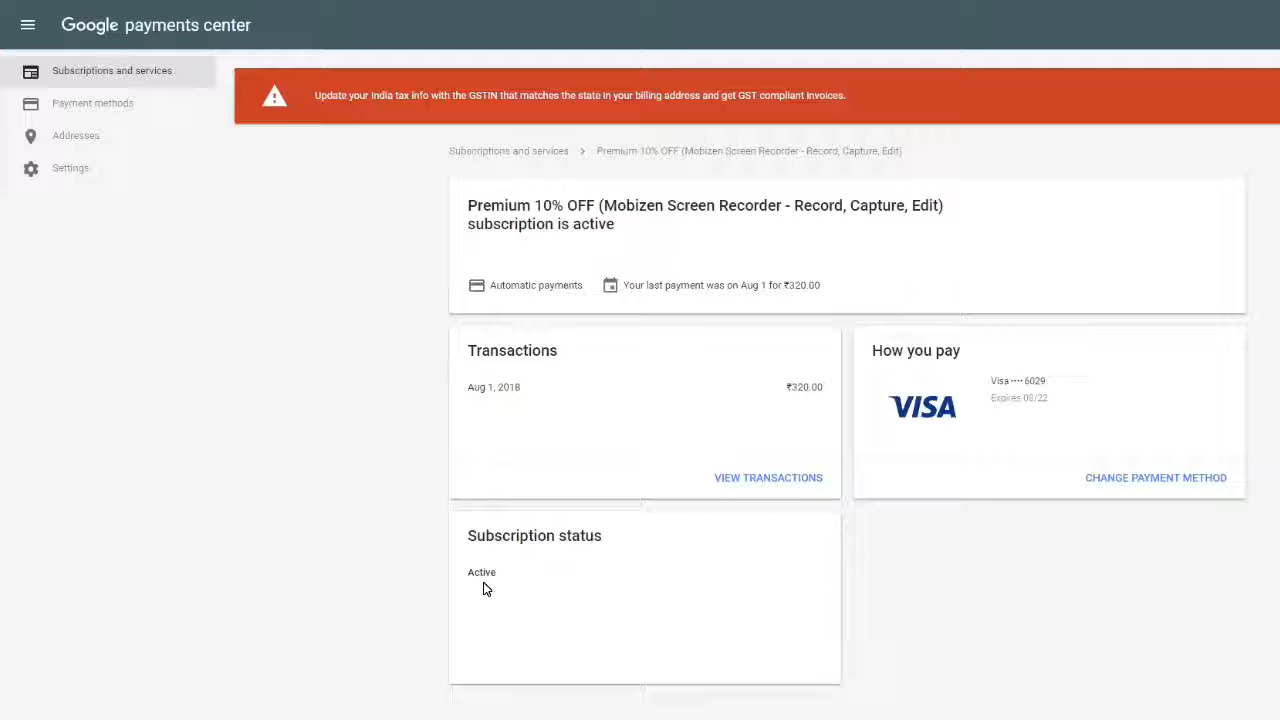 Google payments center
Subscriptions and services
Payment methods
Addresses
Settings
Update your India tax info with the GSTIN that matches the state in your billing address and get GST compliant invoices.
Subscriptions and services > Premium 10% OFF (Mobizen Screen Recorder - Record, Capture, Edit)
Premium 10% OFF (Mobizen Screen Recorder - Record, Capture, Edit)
subscription is active
Automatic payments
Your last payment was on Aug 1 for ₹320.00
Transactions
Aug 1, 2018 ₹320.00
VIEW TRANSACTIONS
How you pay
VISA
Visa ···· 6029
Expires 08/22
CHANGE PAYMENT METHOD
Subscription status
Active